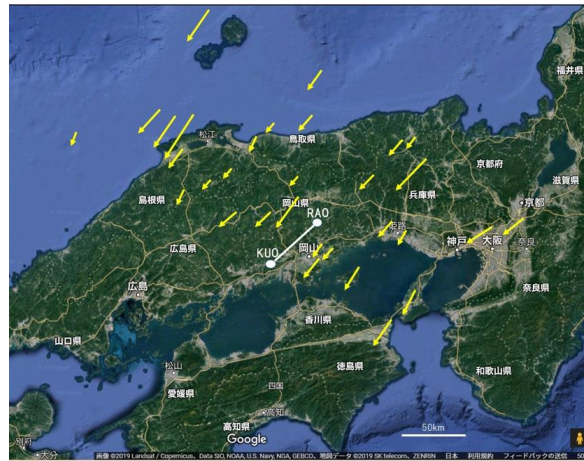 福井県
松江
鳥取県
京都府
滋賀県
島根県
岡山県
兵庫県
京都
RAO
姫路
広島県
KUO
岡山
神戸
大阪
奈良
広島
奈良県
香川県
山口県
徳島県
和歌山県
松山
愛媛県
四国
高知
高知県
Google
50km
別府
大分
画像 ©2019 Landsat / Copernicus、Data SIO, NOAA, U.S. Navy, NGA, GEBCO、地図データ ©2019 SK telecom、ZENRIN 日本 利用規約 フィードバックの送信